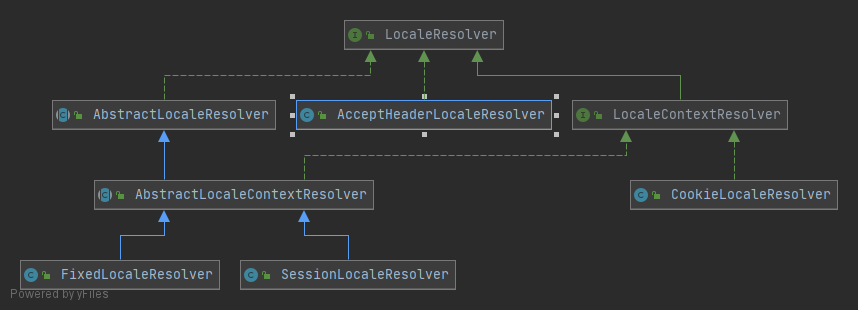 I LocaleResolver
C AbstractLocaleResolver
C AcceptHeaderLocaleResolver
I LocaleContextResolver
C AbstractLocaleContextResolver
C CookieLocaleResolver
C FixedLocaleResolver
C SessionLocaleResolver
Powered by yFiles